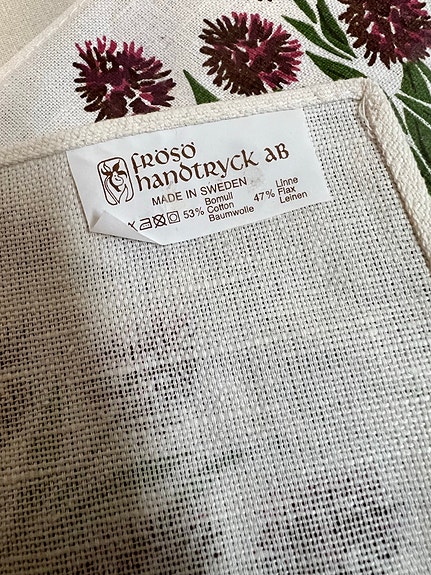 frösö
handtryck AB
MADE IN SWEDEN
53% Bomull Cotton Baumwolle 47% Linne Flax Leinen